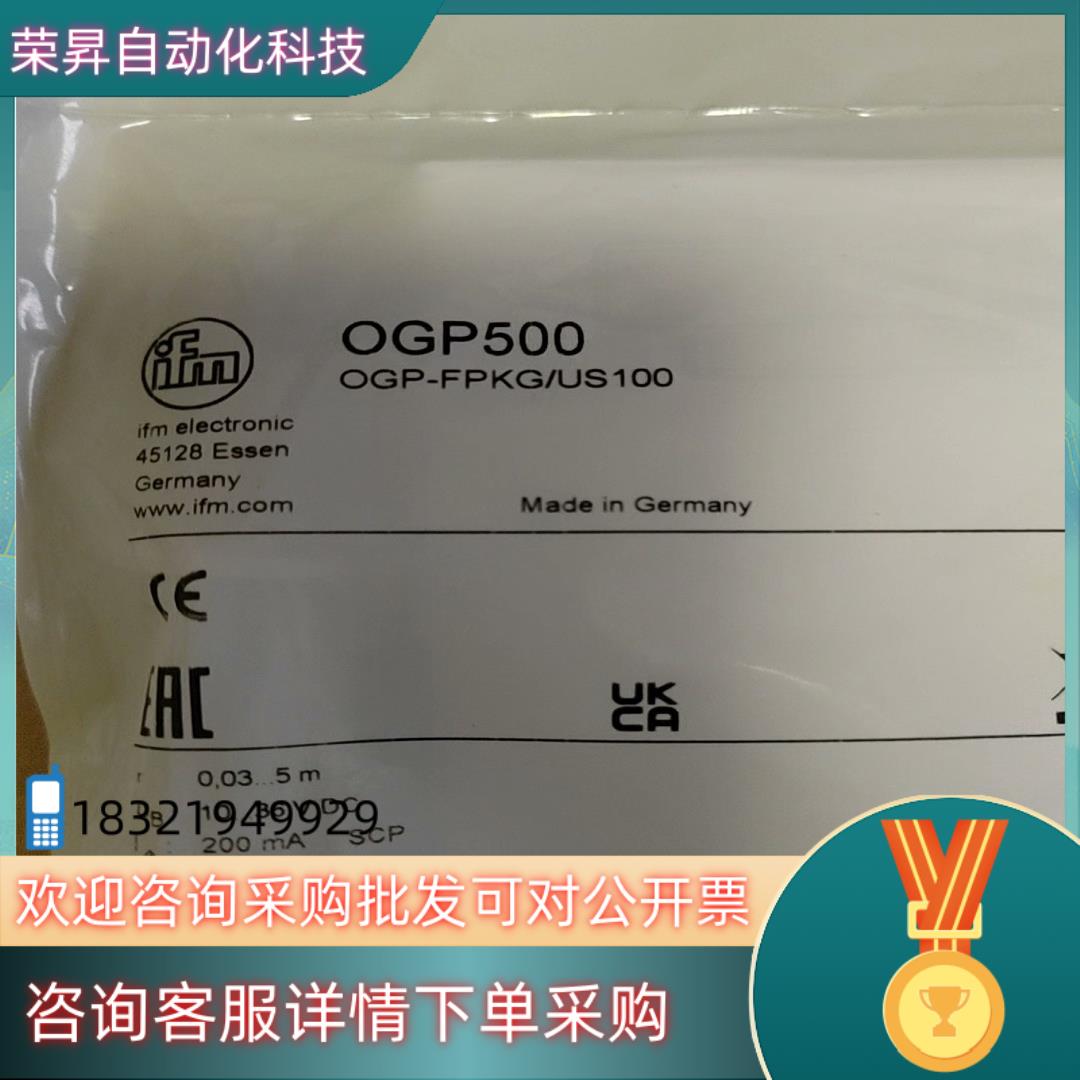 荣昇自动化科技
ifm
OGP500
OGP-FPKG/US100
ifm electronic
45128 Essen
Germany
www.ifm.com
Made in Germany
CE
EAC
UK
CA
0,03...5 m
18321949929
200 mA SCP
欢迎咨询采购批发可对公开票
咨询客服详情下单采购